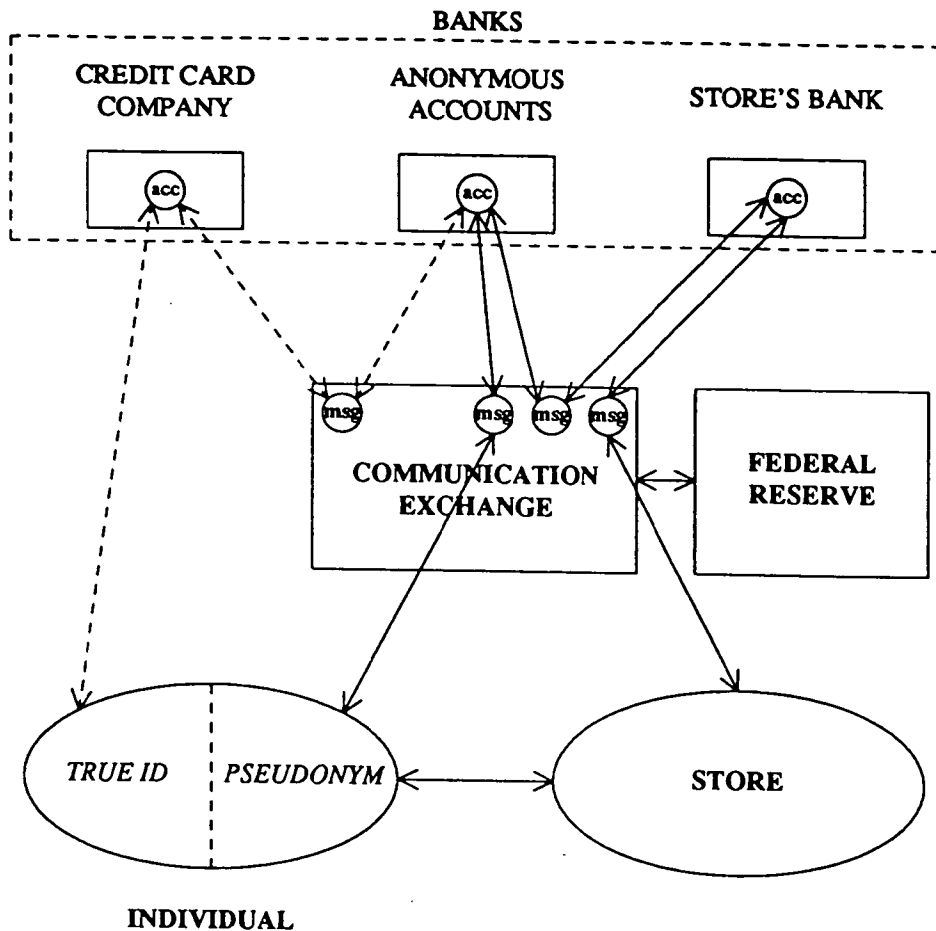 BANKS
CREDIT CARD
COMPANY
ANONYMOUS
ACCOUNTS
STORE'S BANK
acc
acc
acc
msg
msg
msg
msg
COMMUNICATION
EXCHANGE
FEDERAL
RESERVE
TRUE ID
PSEUDONYM
STORE
INDIVIDUAL